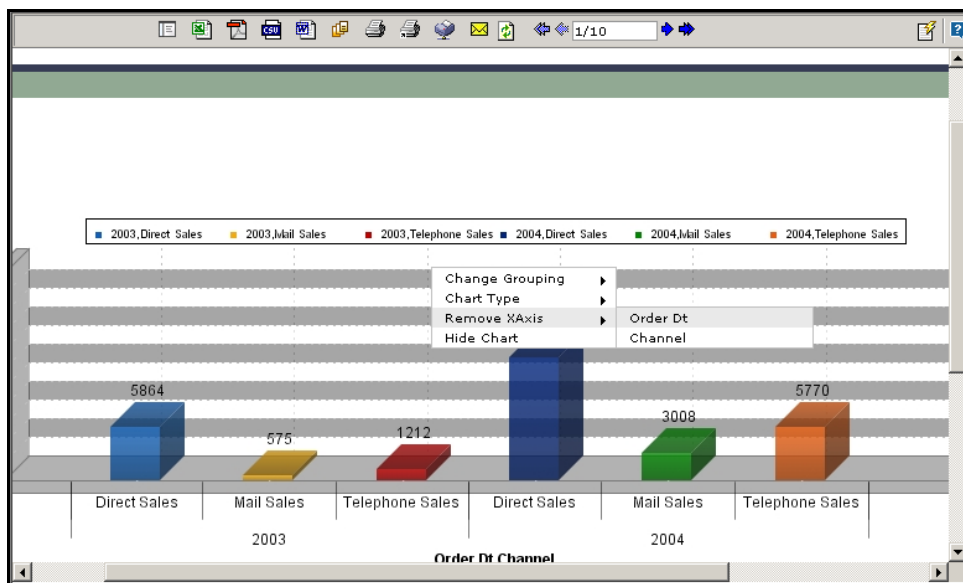 CSV
W
1/10
?
2003,Direct Sales 2003,Mail Sales 2003,Telephone Sales 2004,Direct Sales 2004,Mail Sales 2004,Telephone Sales
Change Grouping
Chart Type
Remove XAxis Order Dt
Hide Chart Channel
5864 575 1212 3008 5770
Direct Sales Mail Sales Telephone Sales Direct Sales Mail Sales Telephone Sales
2003 2004
Order Dt Channel